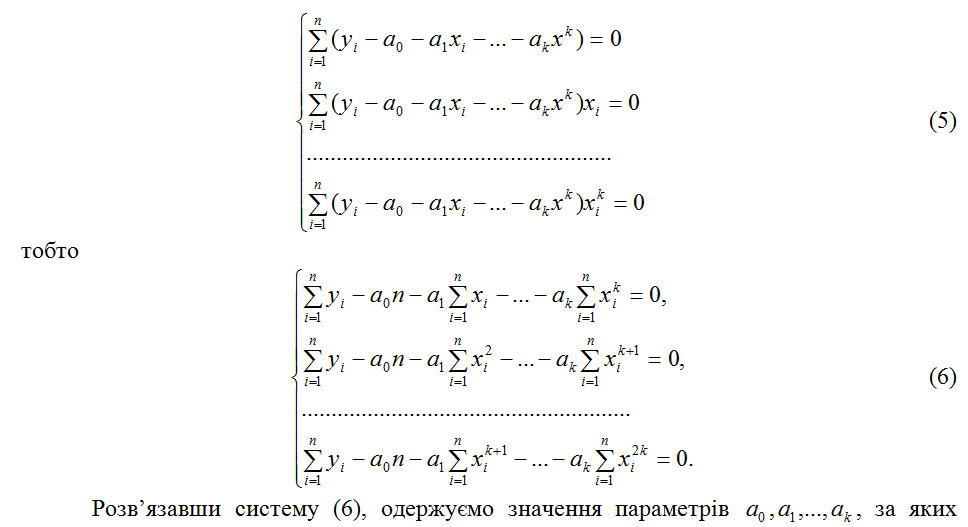 $$\begin{cases} \sum_{i=1}^{n}(y_i - a_0 - a_1 x_i - ... - a_k x^k) = 0 \\ \sum_{i=1}^{n}(y_i - a_0 - a_1 x_i - ... - a_k x^k)x_i = 0 \\ ................................................... \\ \sum_{i=1}^{n}(y_i - a_0 - a_1 x_i - ... - a_k x^k)x_i^k = 0 \end{cases} \quad (5)$$
тобто
$$\begin{cases} \sum_{i=1}^{n} y_i - a_0 n - a_1 \sum_{i=1}^{n} x_i - ... - a_k \sum_{i=1}^{n} x_i^k = 0, \\ \sum_{i=1}^{n} y_i - a_0 n - a_1 \sum_{i=1}^{n} x_i^2 - ... - a_k \sum_{i=1}^{n} x_i^{k+1} = 0, \\ ....................................................... \\ \sum_{i=1}^{n} y_i - a_0 n - a_1 \sum_{i=1}^{n} x_i^{k+1} - ... - a_k \sum_{i=1}^{n} x_i^{2k} = 0. \end{cases} \quad (6)$$
Розв’язавши систему (6), одержуємо значення параметрів $a_0, a_1, ..., a_k$, за яких